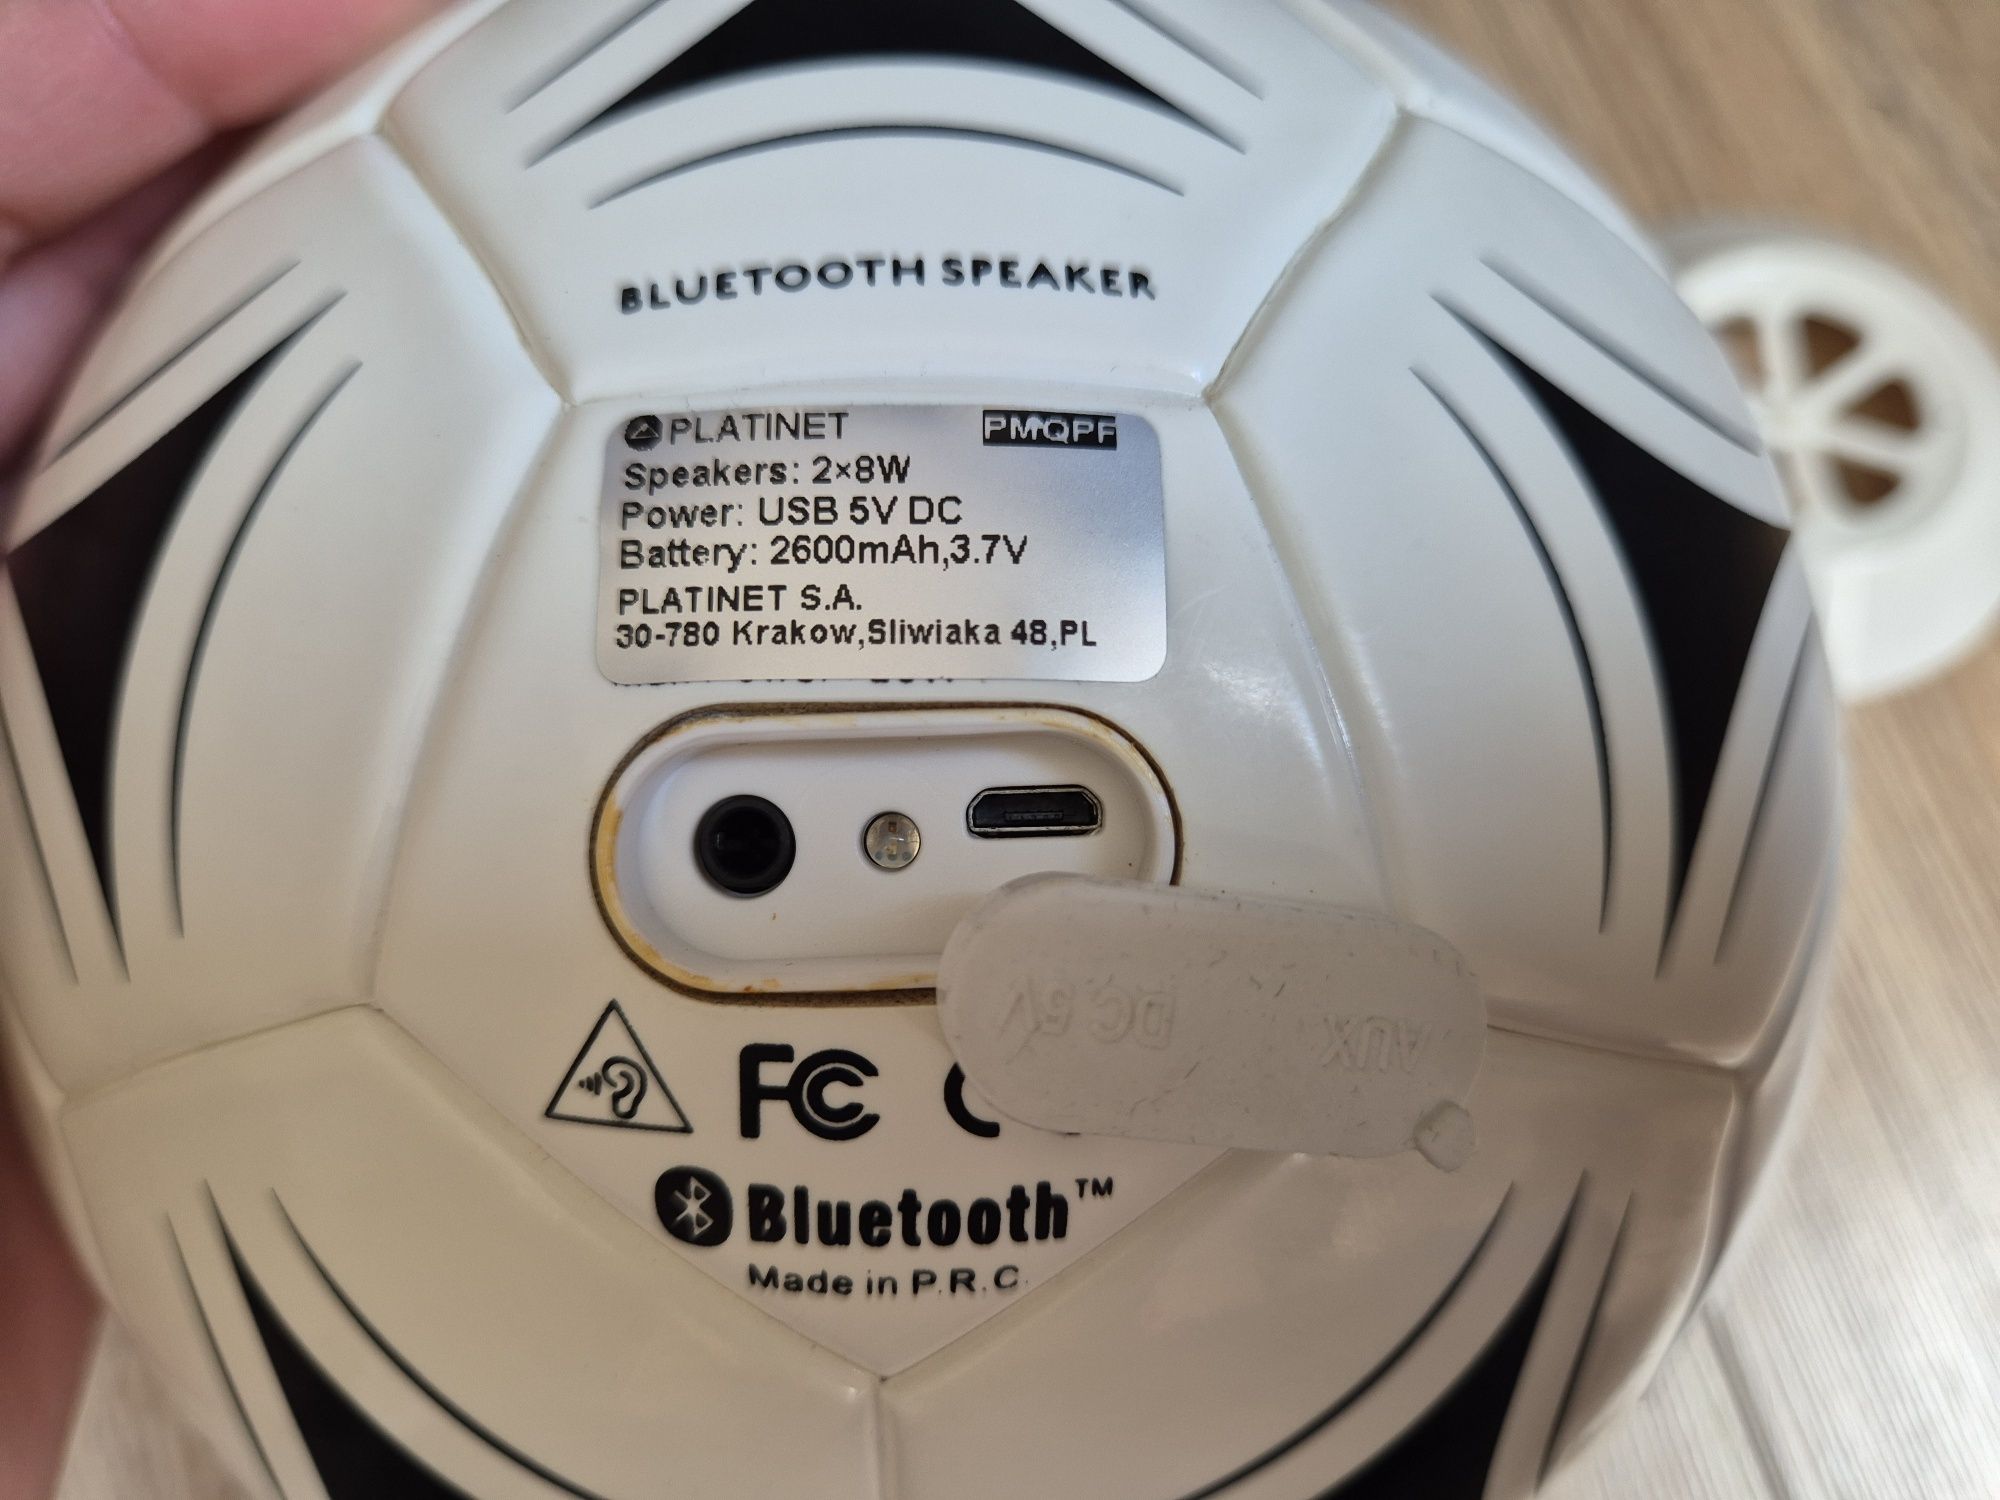 BLUETOOTH SPEAKER
PLATINET PMQPF
Speakers: 2×8W
Power: USB 5V DC
Battery: 2600mAh,3.7V
PLATINET S.A.
30-780 Krakow,Sliwiaka 48,PL
DC 5V AUX
FC
Bluetooth™
Made in P.R.C.